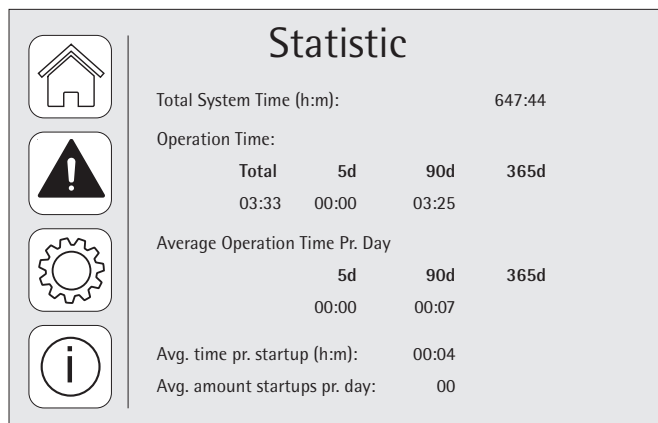 Statistic
Total System Time (h:m): 647:44
Operation Time:
Total 5d 90d 365d
03:33 00:00 03:25
Average Operation Time Pr. Day
5d 90d 365d
00:00 00:07
Avg. time pr. startup (h:m): 00:04
Avg. amount startups pr. day: 00